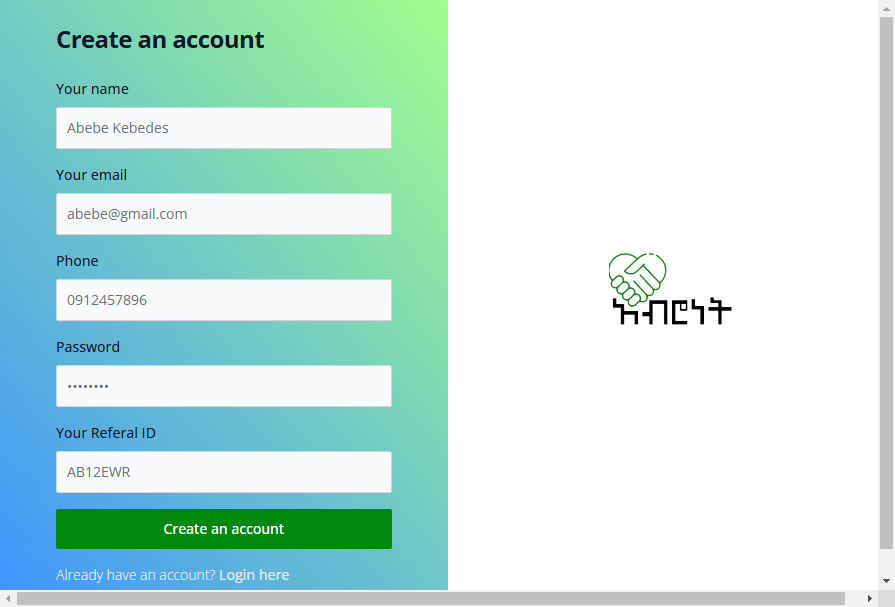 Create an account
Your name
Abebe Kebedes
Your email
abebe@gmail.com
Phone
0912457896
Password
••••••••
Your Referal ID
AB12EWR
Create an account
Already have an account? Login here
አብሮነት